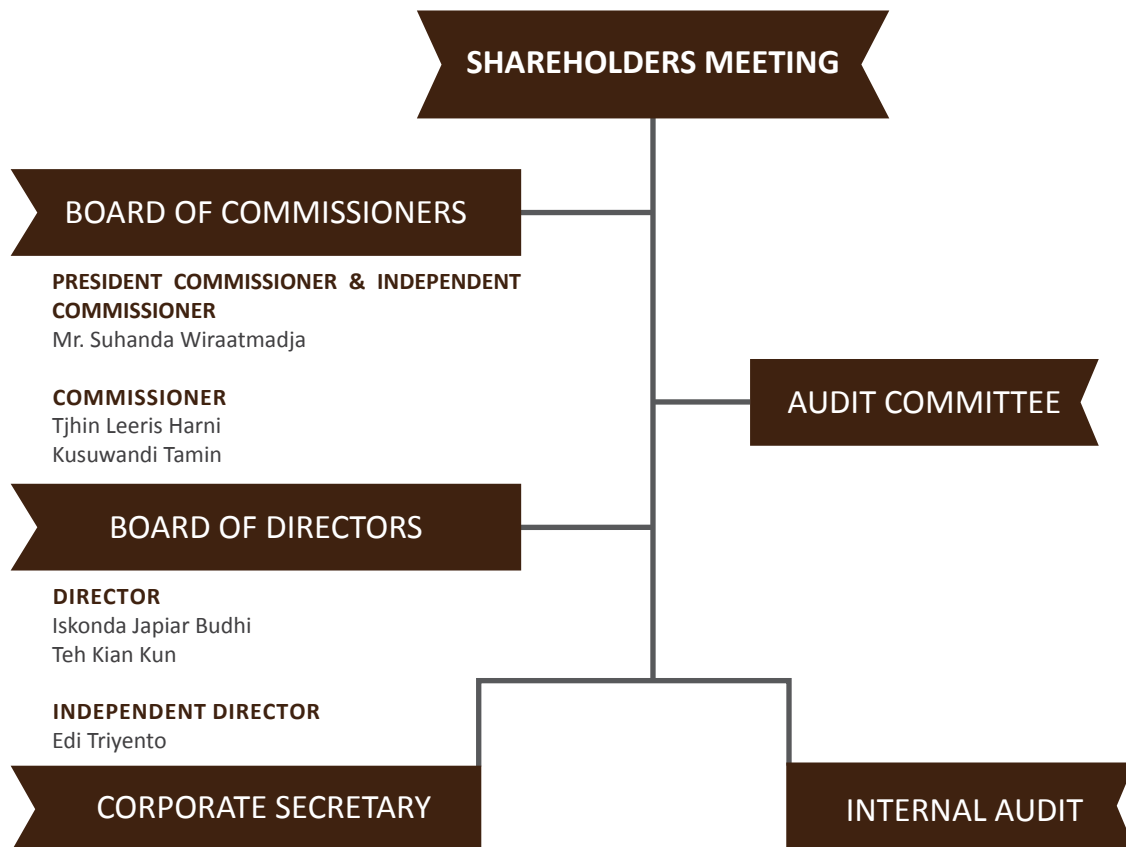 SHAREHOLDERS MEETING
BOARD OF COMMISSIONERS
PRESIDENT COMMISSIONER & INDEPENDENT
COMMISSIONER
Mr. Suhanda Wiraatmadja
COMMISSIONER
Tjhin Leeris Harni
Kusuwandi Tamin
AUDIT COMMITTEE
BOARD OF DIRECTORS
DIRECTOR
Iskonda Japiar Budhi
Teh Kian Kun
INDEPENDENT DIRECTOR
Edi Triyento
CORPORATE SECRETARY
INTERNAL AUDIT